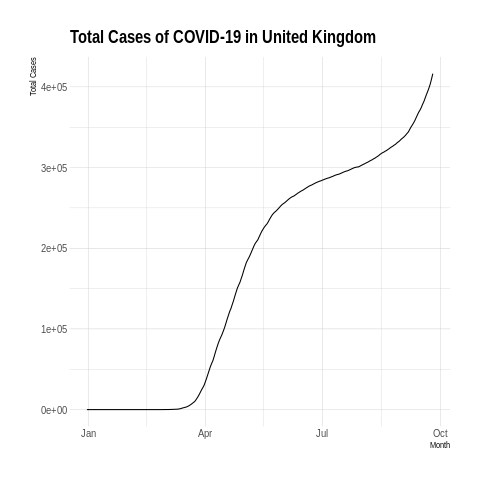 Total Cases of COVID-19 in United Kingdom
Total Cases
4e+05
3e+05
2e+05
1e+05
0e+00
Jan Apr Jul Oct
Month